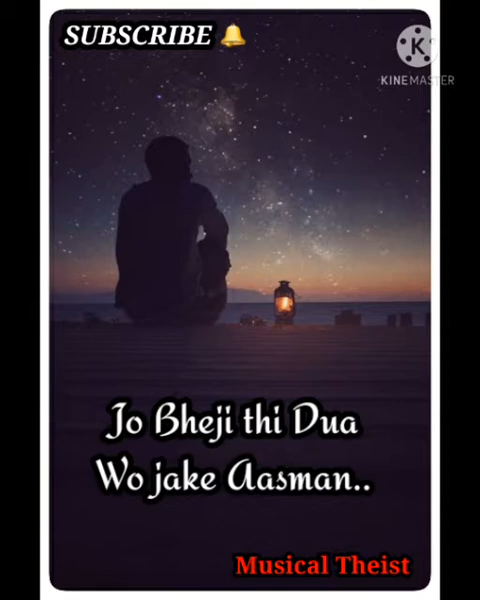 SUBSCRIBE 🔔
KINEMASTER
Jo Bheji thi Dua
Wo jake Aasman..
Musical Theist